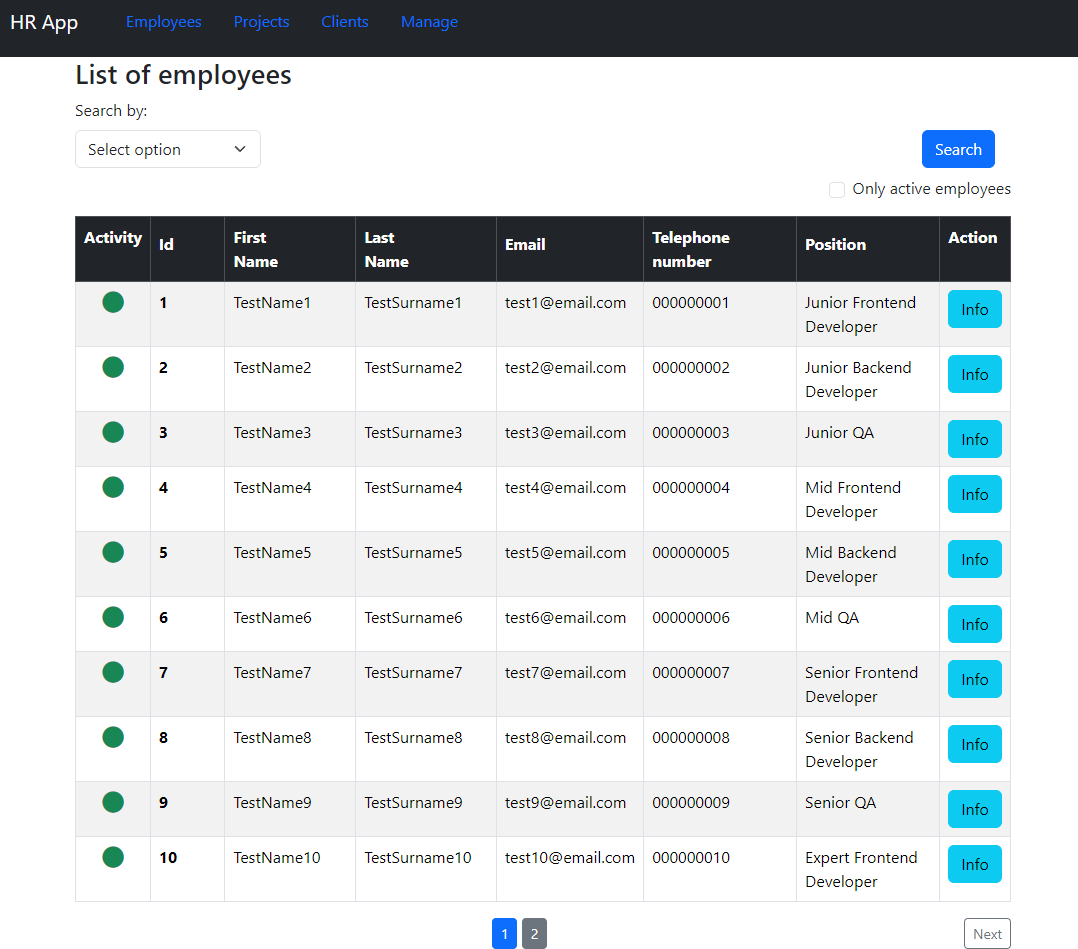 HR App Employees Projects Clients Manage
List of employees
Search by:
Select option Search
Only active employees
Activity Id First Name Last Name Email Telephone number Position Action
1 TestName1 TestSurname1 test1@email.com 000000001 Junior Frontend Developer Info
2 TestName2 TestSurname2 test2@email.com 000000002 Junior Backend Developer Info
3 TestName3 TestSurname3 test3@email.com 000000003 Junior QA Info
4 TestName4 TestSurname4 test4@email.com 000000004 Mid Frontend Developer Info
5 TestName5 TestSurname5 test5@email.com 000000005 Mid Backend Developer Info
6 TestName6 TestSurname6 test6@email.com 000000006 Mid QA Info
7 TestName7 TestSurname7 test7@email.com 000000007 Senior Frontend Developer Info
8 TestName8 TestSurname8 test8@email.com 000000008 Senior Backend Developer Info
9 TestName9 TestSurname9 test9@email.com 000000009 Senior QA Info
10 TestName10 TestSurname10 test10@email.com 000000010 Expert Frontend Developer Info
1 2 Next